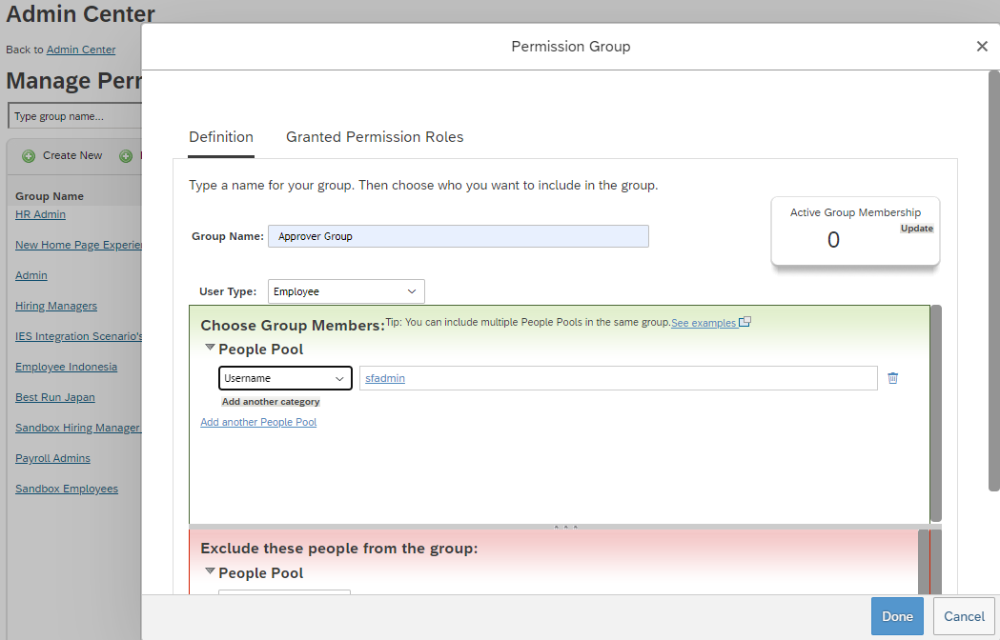 Admin Center
Back to Admin Center
Manage Perr
Type group name...
Create New
Group Name
HR Admin
New Home Page Experien
Admin
Hiring Managers
IES Integration Scenario's
Employee Indonesia
Best Run Japan
Sandbox Hiring Manager
Payroll Admins
Sandbox Employees
Permission Group
Definition
Granted Permission Roles
Type a name for your group. Then choose who you want to include in the group.
Active Group Membership
0
Update
Group Name: Approver Group
User Type: Employee
Choose Group Members: Tip: You can include multiple People Pools in the same group. See examples
People Pool
Username sfadmin
Add another category
Add another People Pool
Exclude these people from the group:
People Pool
Done
Cancel